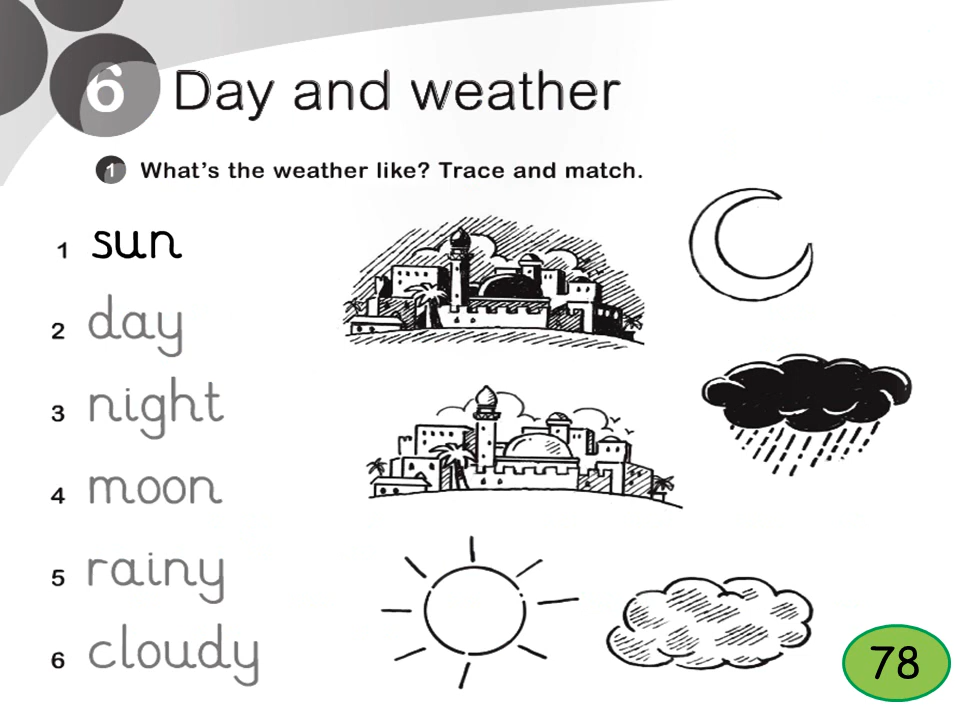 6 Day and weather
1 What's the weather like? Trace and match.
1 sun
2 day
3 night
4 moon
5 rainy
6 cloudy
78